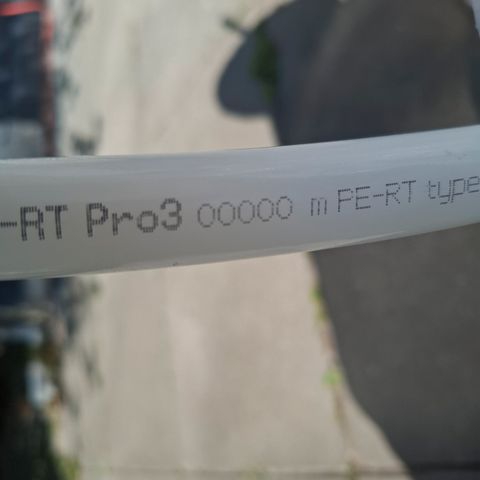 -RT Pro3 00000 m PE-RT type